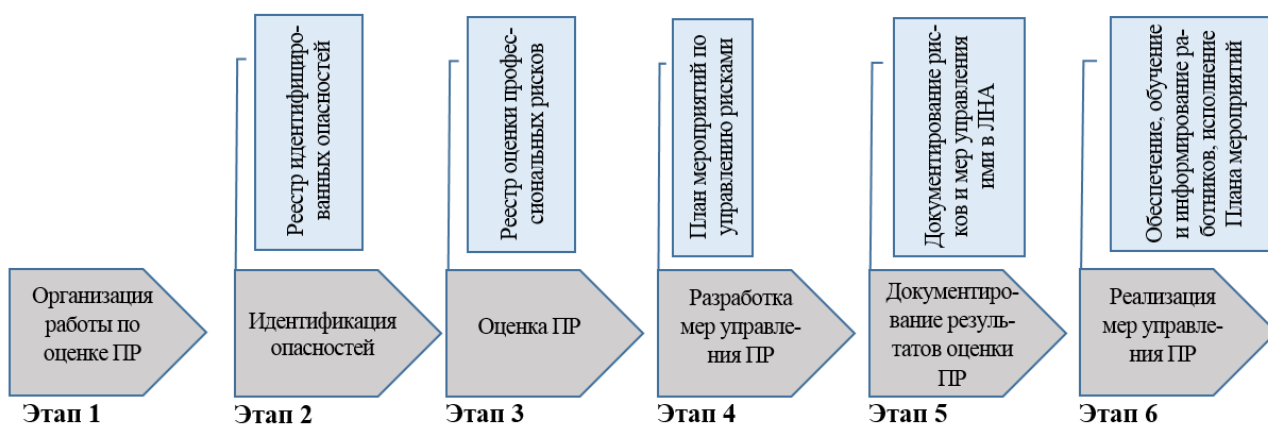 Реестр идентифициро-
ванных опасностей
Реестр оценки профес-
сиональных рисков
План мероприятий по
управлению рисками
Документирование рис-
ков и мер управления
ими в ЛНА
Обеспечение, обучение
и информирование ра-
ботников, исполнение
Плана мероприятий
Организация
работы по
оценке ПР
Идентификация
опасностей
Оценка ПР
Разработка
мер управле-
ния ПР
Документиро-
вание резуль-
татов оценки
ПР
Реализация
мер управле-
ния ПР
Этап 1
Этап 2
Этап 3
Этап 4
Этап 5
Этап 6